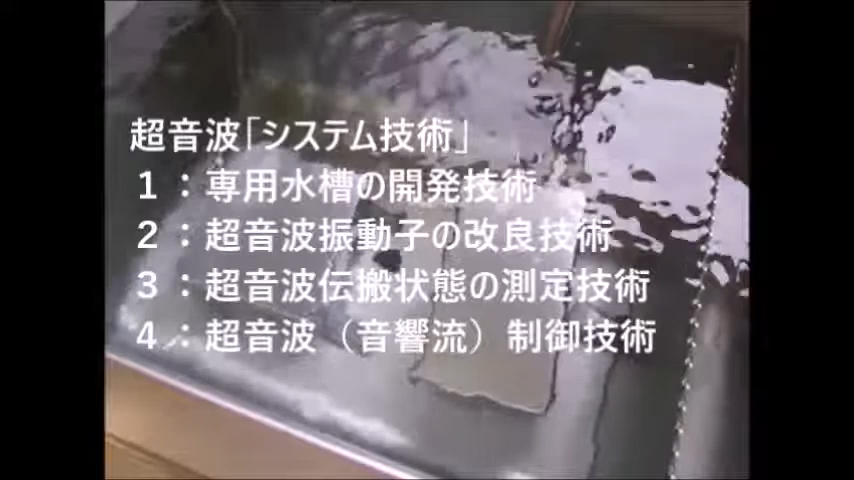 超音波「システム技術」
１：専用水槽の開発技術
２：超音波振動子の改良技術
３：超音波伝搬状態の測定技術
４：超音波（音響流）制御技術